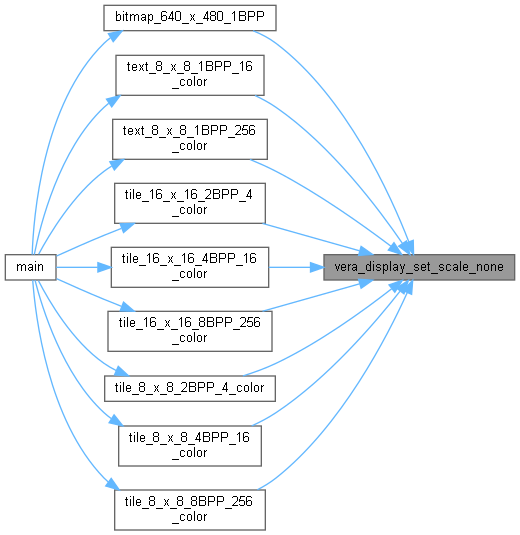 bitmap_640_x_480_1BPP
text_8_x_8_1BPP_16
_color
text_8_x_8_1BPP_256
_color
tile_16_x_16_2BPP_4
_color
main
tile_16_x_16_4BPP_16
_color
vera_display_set_scale_none
tile_16_x_16_8BPP_256
_color
tile_8_x_8_2BPP_4_color
tile_8_x_8_4BPP_16
_color
tile_8_x_8_8BPP_256
_color